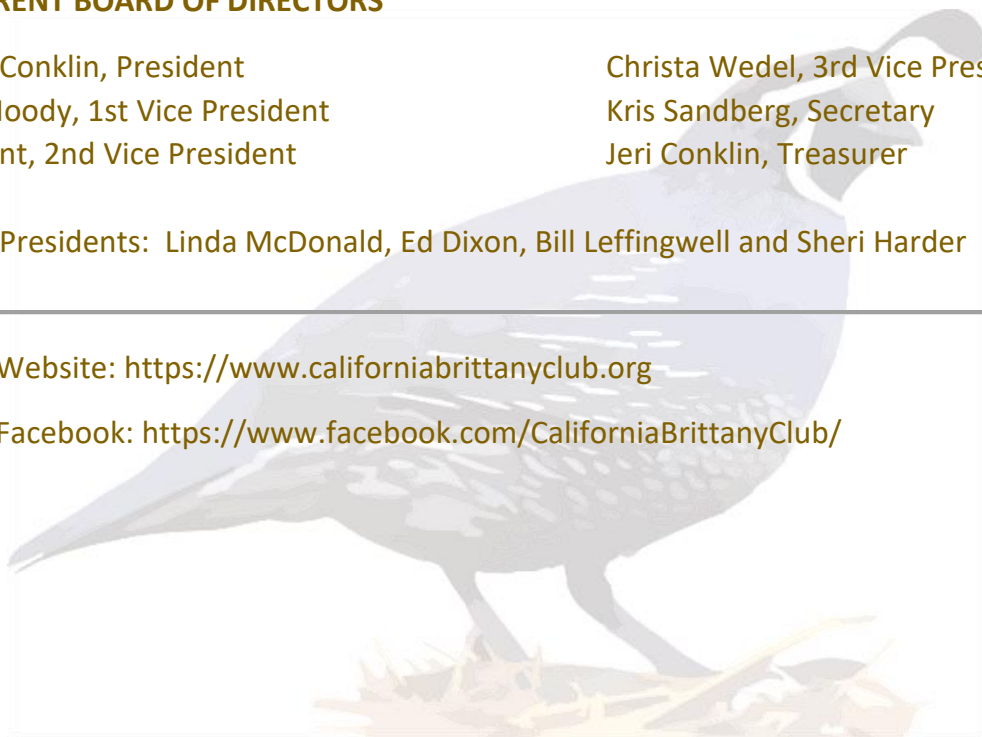 RENT BOARD OF DIRECTORS
Conklin, President
Moody, 1st Vice President
nt, 2nd Vice President
Christa Wedel, 3rd Vice Pres
Kris Sandberg, Secretary
Jeri Conklin, Treasurer
Presidents: Linda McDonald, Ed Dixon, Bill Leffingwell and Sheri Harder
Website: https://www.californiabrittanyclub.org
Facebook: https://www.facebook.com/CaliforniaBrittanyClub/